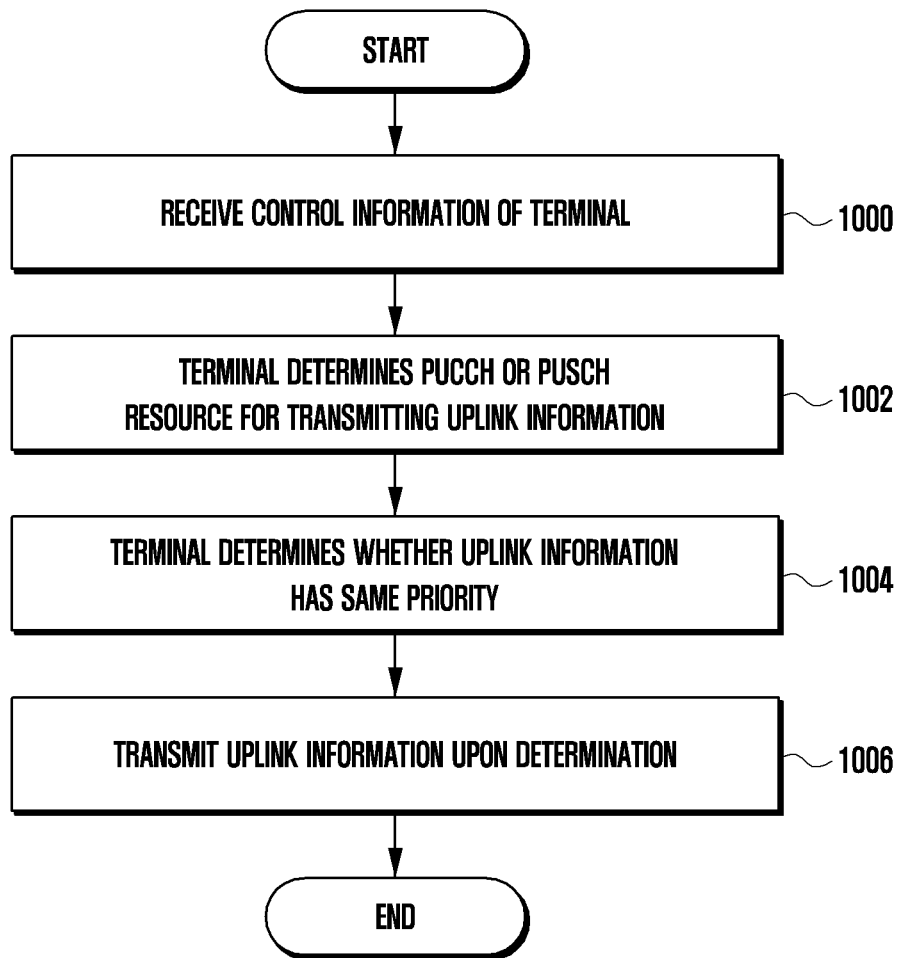 START
RECEIVE CONTROL INFORMATION OF TERMINAL
1000
TERMINAL DETERMINES PUCCH OR PUSCH
RESOURCE FOR TRANSMITTING UPLINK INFORMATION
1002
TERMINAL DETERMINES WHETHER UPLINK INFORMATION
HAS SAME PRIORITY
1004
TRANSMIT UPLINK INFORMATION UPON DETERMINATION
1006
END